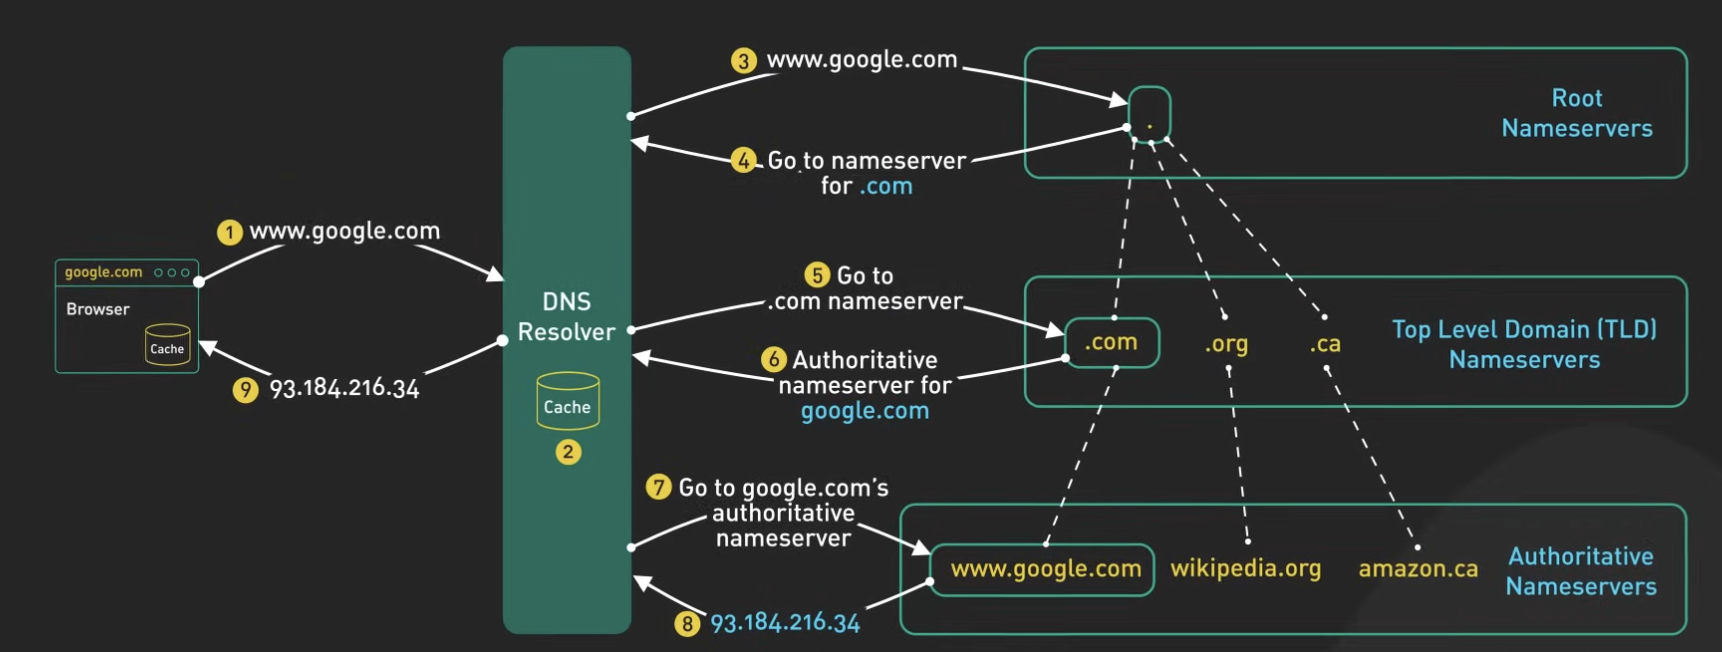 3 www.google.com
Root
Nameservers
.
4 Go to nameserver
for .com
1 www.google.com
google.com
Browser
Cache
9 93.184.216.34
DNS
Resolver
Cache
2
5 Go to
.com nameserver
6 Authoritative
nameserver for
google.com
.com
.org
.ca
Top Level Domain (TLD)
Nameservers
7 Go to google.com's
authoritative
nameserver
8 93.184.216.34
www.google.com
wikipedia.org
amazon.ca
Authoritative
Nameservers